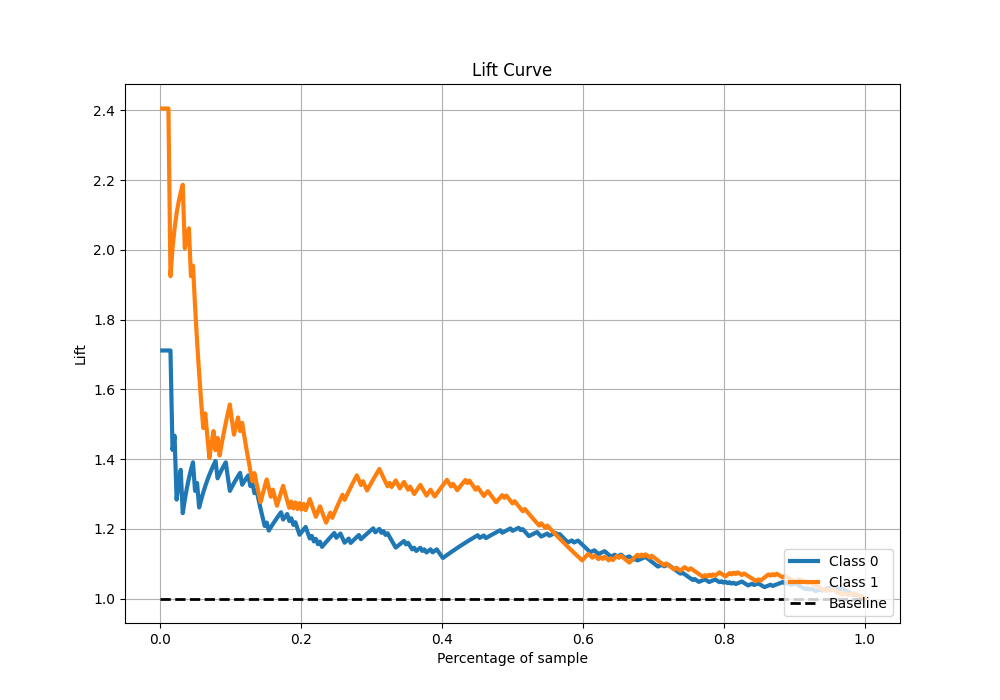 Lift Curve
Lift
2.4
2.2
2.0
1.8
1.6
1.4
1.2
1.0
0.0 0.2 0.4 0.6 0.8 1.0
Percentage of sample
Class 0
Class 1
Baseline